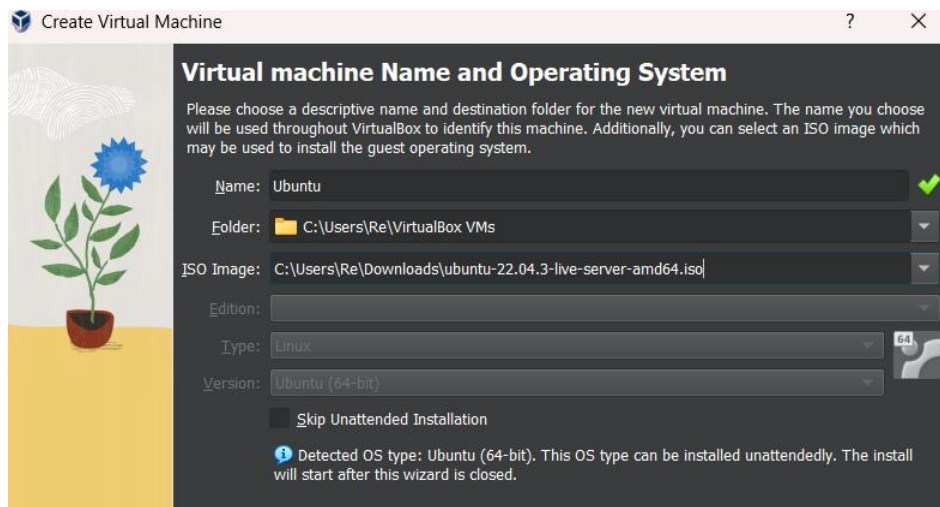 Create Virtual Machine ?
Virtual machine Name and Operating System
Please choose a descriptive name and destination folder for the new virtual machine. The name you choose
will be used throughout VirtualBox to identify this machine. Additionally, you can select an ISO image which
may be used to install the guest operating system.
Name: Ubuntu
Folder: C:\Users\Re\VirtualBox VMs
ISO Image: C:\Users\Re\Downloads\ubuntu-22.04.3-live-server-amd64.iso
Edition:
Type: Linux
64
Version: Ubuntu (64-bit)
Skip Unattended Installation
Detected OS type: Ubuntu (64-bit). This OS type can be installed unattendedly. The install
will start after this wizard is closed.